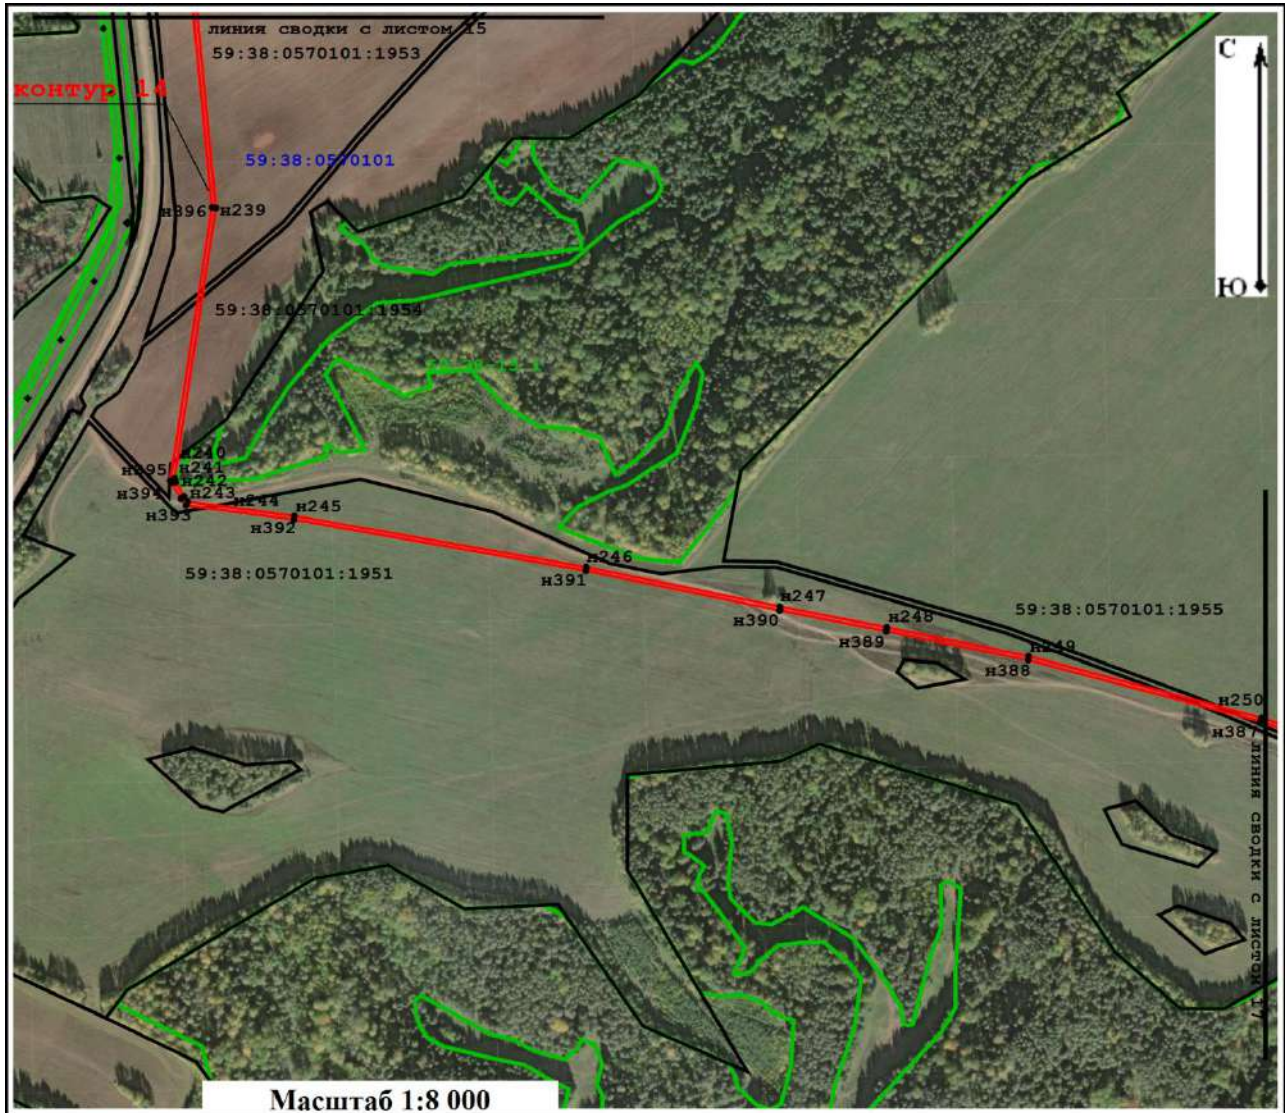 линия сводки с листом 15
59:38:0570101:1953
С
контур 14
59:38:0570101
н396
н239
Ю
59:38:0570101:1954
н240
н295
н241
н242
н394
н243
н244
н393
н245
н392
н246
59:38:0570101:1951
н391
н247
59:38:0570101:1955
н390
н248
н389
н249
н388
н250
н387
линия сводки с листом 17
Масштаб 1:8 000